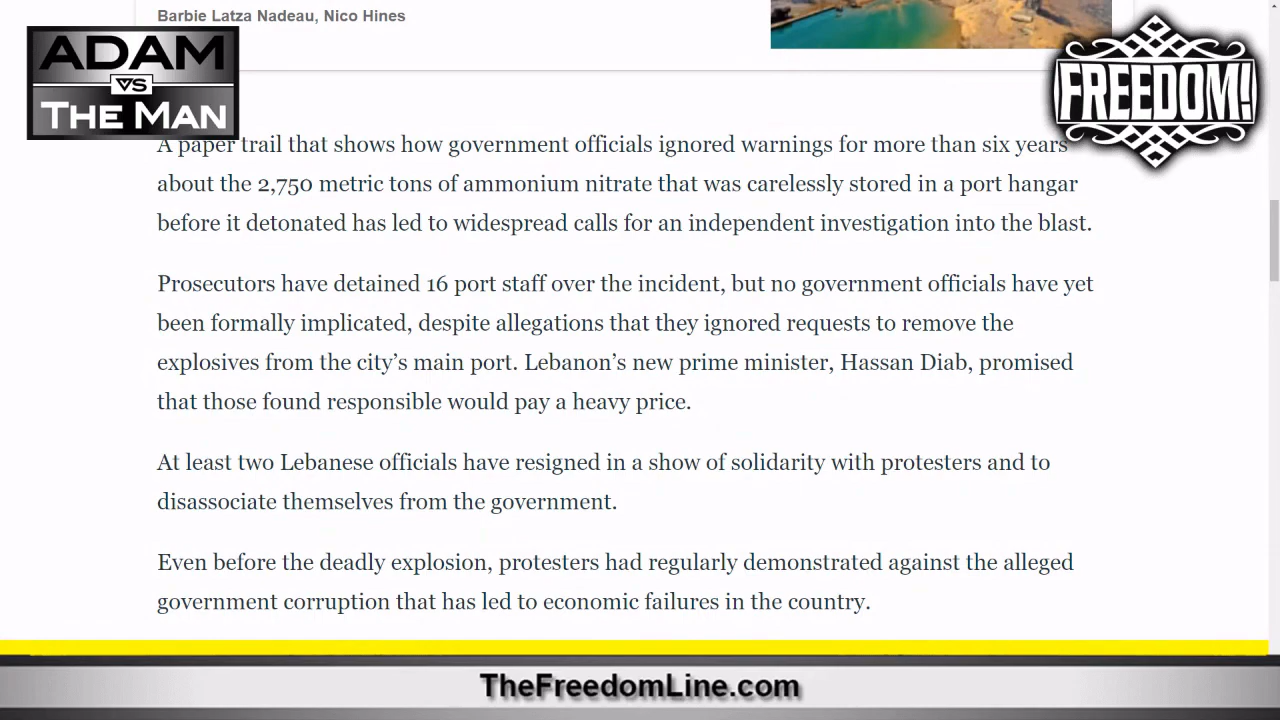 Barbie Latza Nadeau, Nico Hines
ADAM
VS
THE MAN
FREEDOM!
A paper trail that shows how government officials ignored warnings for more than six years
about the 2,750 metric tons of ammonium nitrate that was carelessly stored in a port hangar
before it detonated has led to widespread calls for an independent investigation into the blast.
Prosecutors have detained 16 port staff over the incident, but no government officials have yet
been formally implicated, despite allegations that they ignored requests to remove the
explosives from the city’s main port. Lebanon’s new prime minister, Hassan Diab, promised
that those found responsible would pay a heavy price.
At least two Lebanese officials have resigned in a show of solidarity with protesters and to
disassociate themselves from the government.
Even before the deadly explosion, protesters had regularly demonstrated against the alleged
government corruption that has led to economic failures in the country.
TheFreedomLine.com